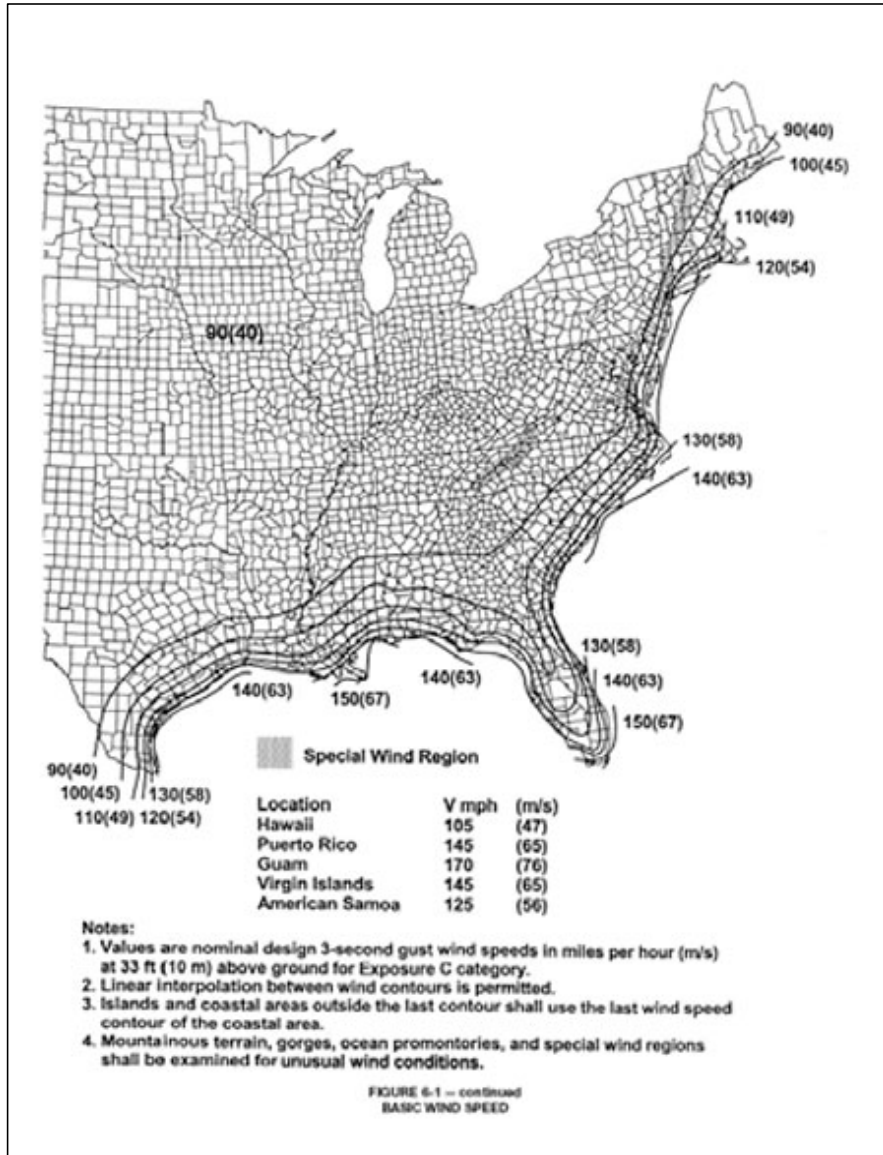 90(40)
100(45)
110(49)
120(54)
90(40)
130(58)
140(63)
130(58)
140(63)
140(63)
140(63)
150(67)
150(67)
90(40)
100(45)
130(58)
110(49) 120(54)
Special Wind Region
Location V mph (m/s)
Hawaii 105 (47)
Puerto Rico 145 (65)
Guam 170 (76)
Virgin Islands 145 (65)
American Samoa 125 (56)
Notes:
1. Values are nominal design 3-second gust wind speeds in miles per hour (m/s)
at 33 ft (10 m) above ground for Exposure C category.
2. Linear interpolation between wind contours is permitted.
3. Islands and coastal areas outside the last contour shall use the last wind speed
contour of the coastal area.
4. Mountainous terrain, gorges, ocean promontories, and special wind regions
shall be examined for unusual wind conditions.
FIGURE 6-1 -- continued
BASIC WIND SPEED